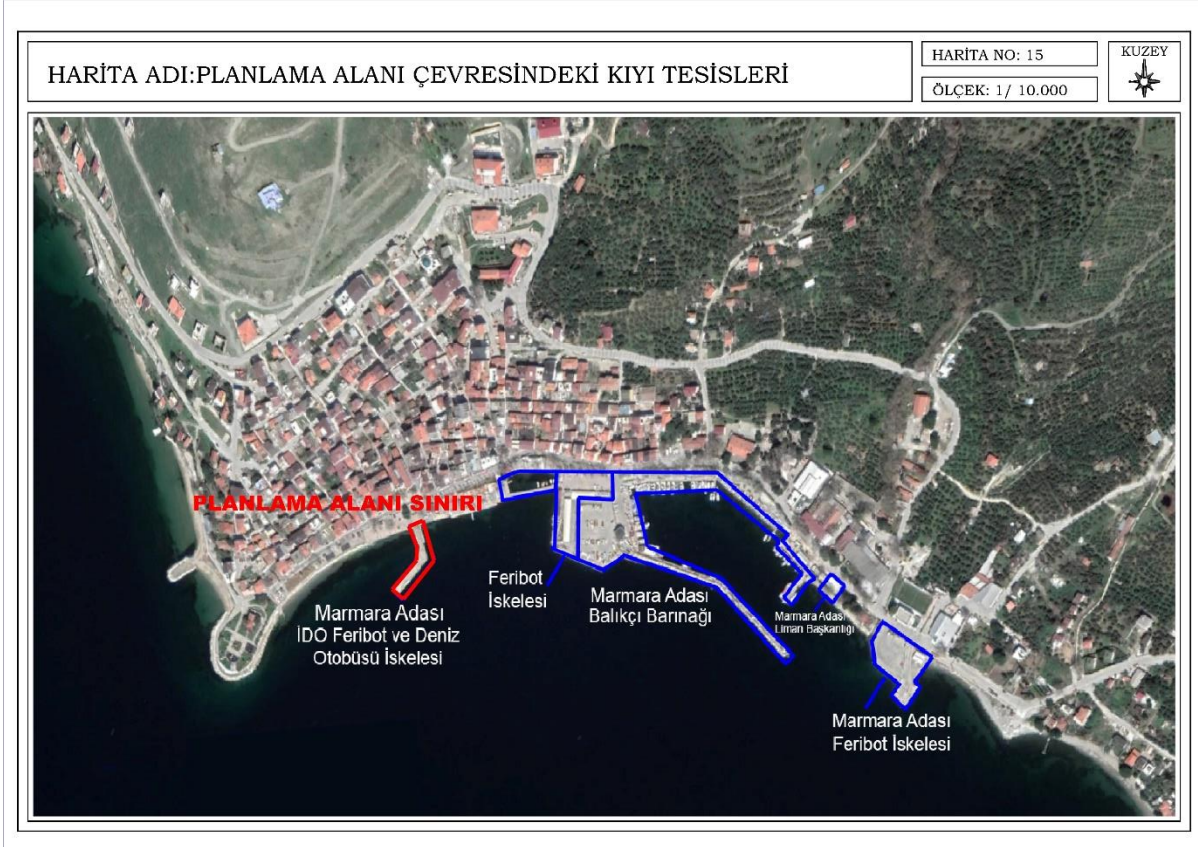 HARİTA ADI:PLANLAMA ALANI ÇEVRESİNDEKİ KIYI TESİSLERİ
HARİTA NO: 15
ÖLÇEK: 1/ 10.000
KUZEY
PLANLAMA ALANI SINIRI
Marmara Adası
İDO Feribot ve Deniz
Otobüsü İskelesi
Feribot
İskelesi
Marmara Adası
Balıkçı Barınağı
Marmara Adası
Liman Başkanlığı
Marmara Adası
Feribot İskelesi